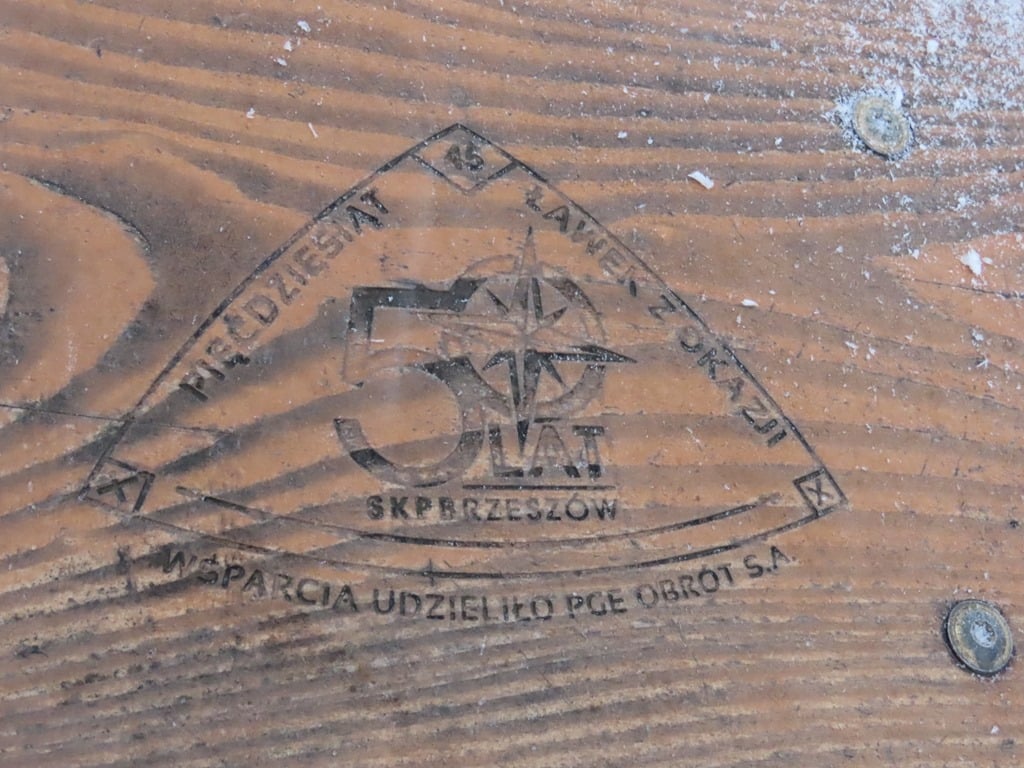 45
PIĘĆDZIESIĄT
ŁAWEK Z OKAZJI
50
LAT
SKPB RZESZÓW
X
X
WSPARCIA UDZIELIŁO PGE OBRÓT S.A.